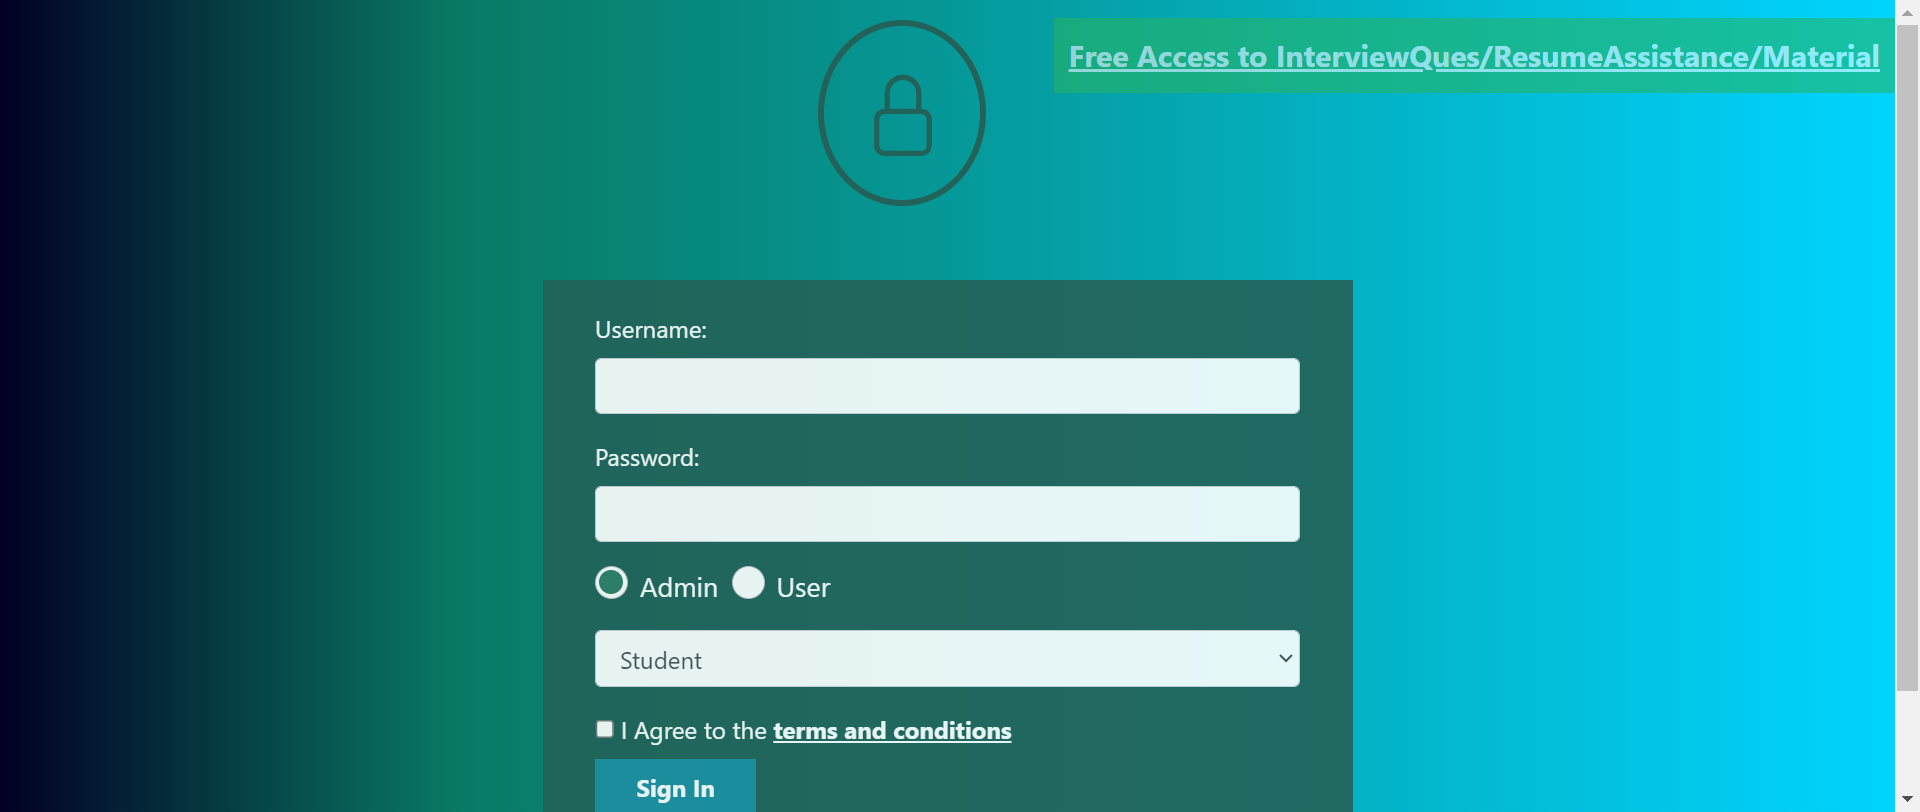 Free Access to InterviewQues/ResumeAssistance/Material
Username:
Password:
Admin User
Student
I Agree to the terms and conditions
Sign In